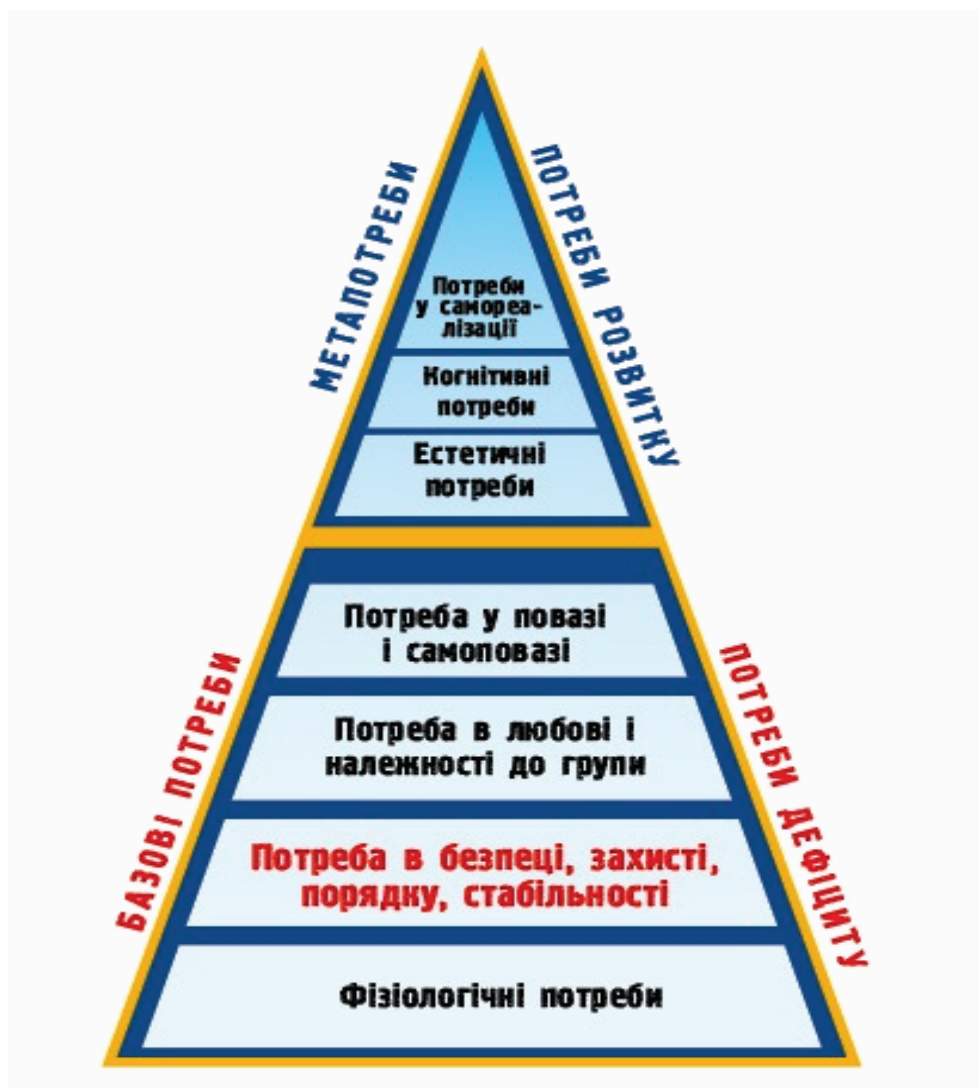 МЕТАПОТРЕБИ
ПОТРЕБИ РОЗВИТКУ
Потреби
у самореа-
лізації
Когнітивні
потреби
Естетичні
потреби
БАЗОВІ ПОТРЕБИ
ПОТРЕБИ ДЕФІЦИТУ
Потреба у повазі
і самоповазі
Потреба в любові і
належності до групи
Потреба в безпеці, захисті,
порядку, стабільності
Фізіологічні потреби